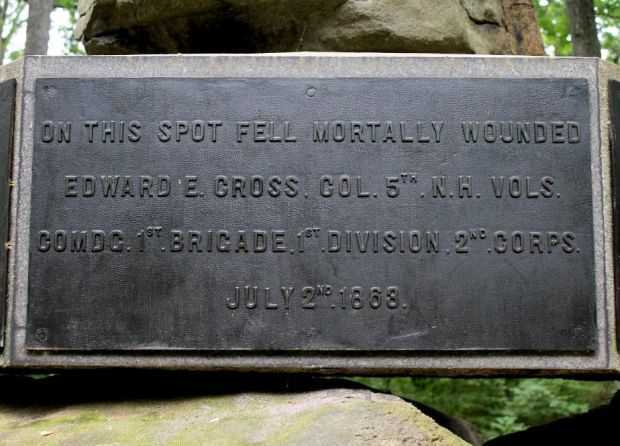 ON THIS SPOT FELL MORTALLY WOUNDED
EDWARD E. CROSS, COL. 5TH. N.H. VOLS.
COMDG. 1ST. BRIGADE, 1ST. DIVISION, 2ND. CORPS.
JULY 2ND. 1863.